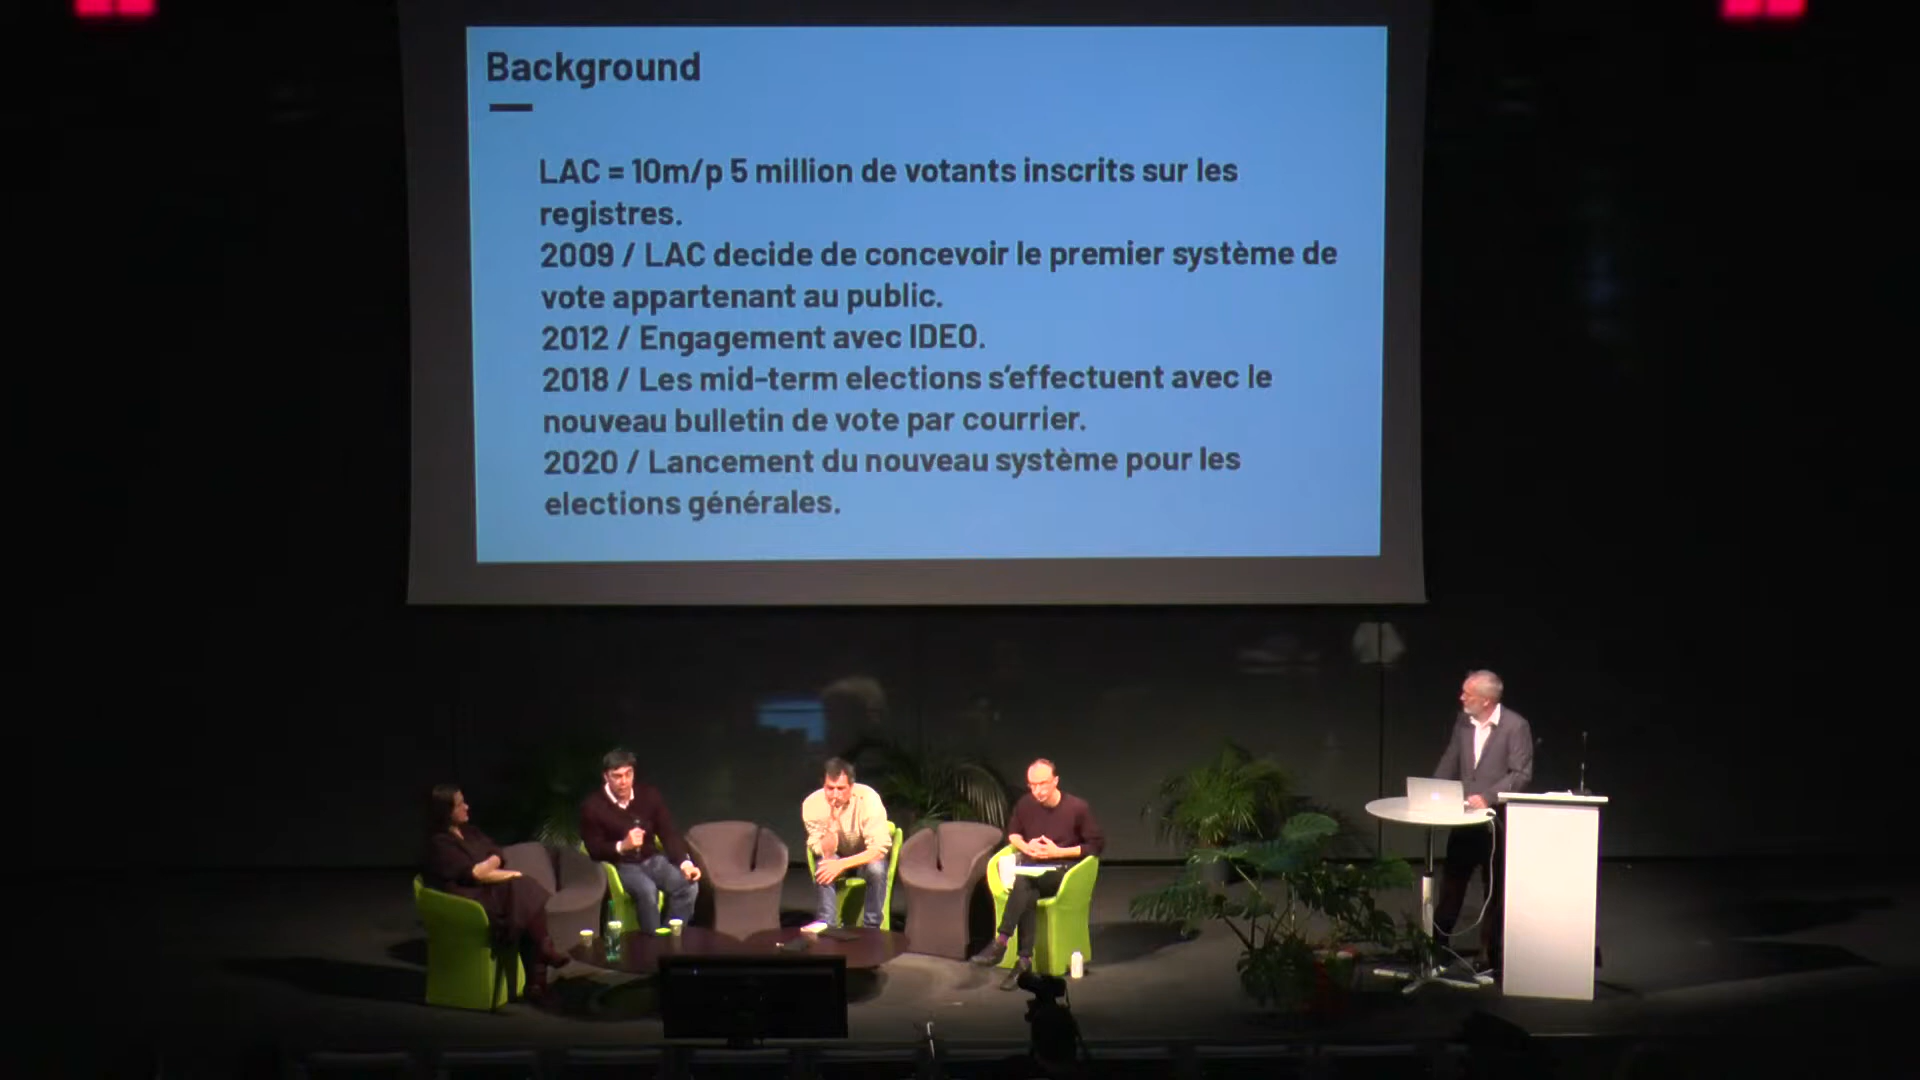 Background
LAC = 10m/p 5 million de votants inscrits sur les
registres.
2009 / LAC decide de concevoir le premier système de
vote appartenant au public.
2012 / Engagement avec IDEO.
2018 / Les mid-term elections s'effectuent avec le
nouveau bulletin de vote par courrier.
2020 / Lancement du nouveau système pour les
elections générales.